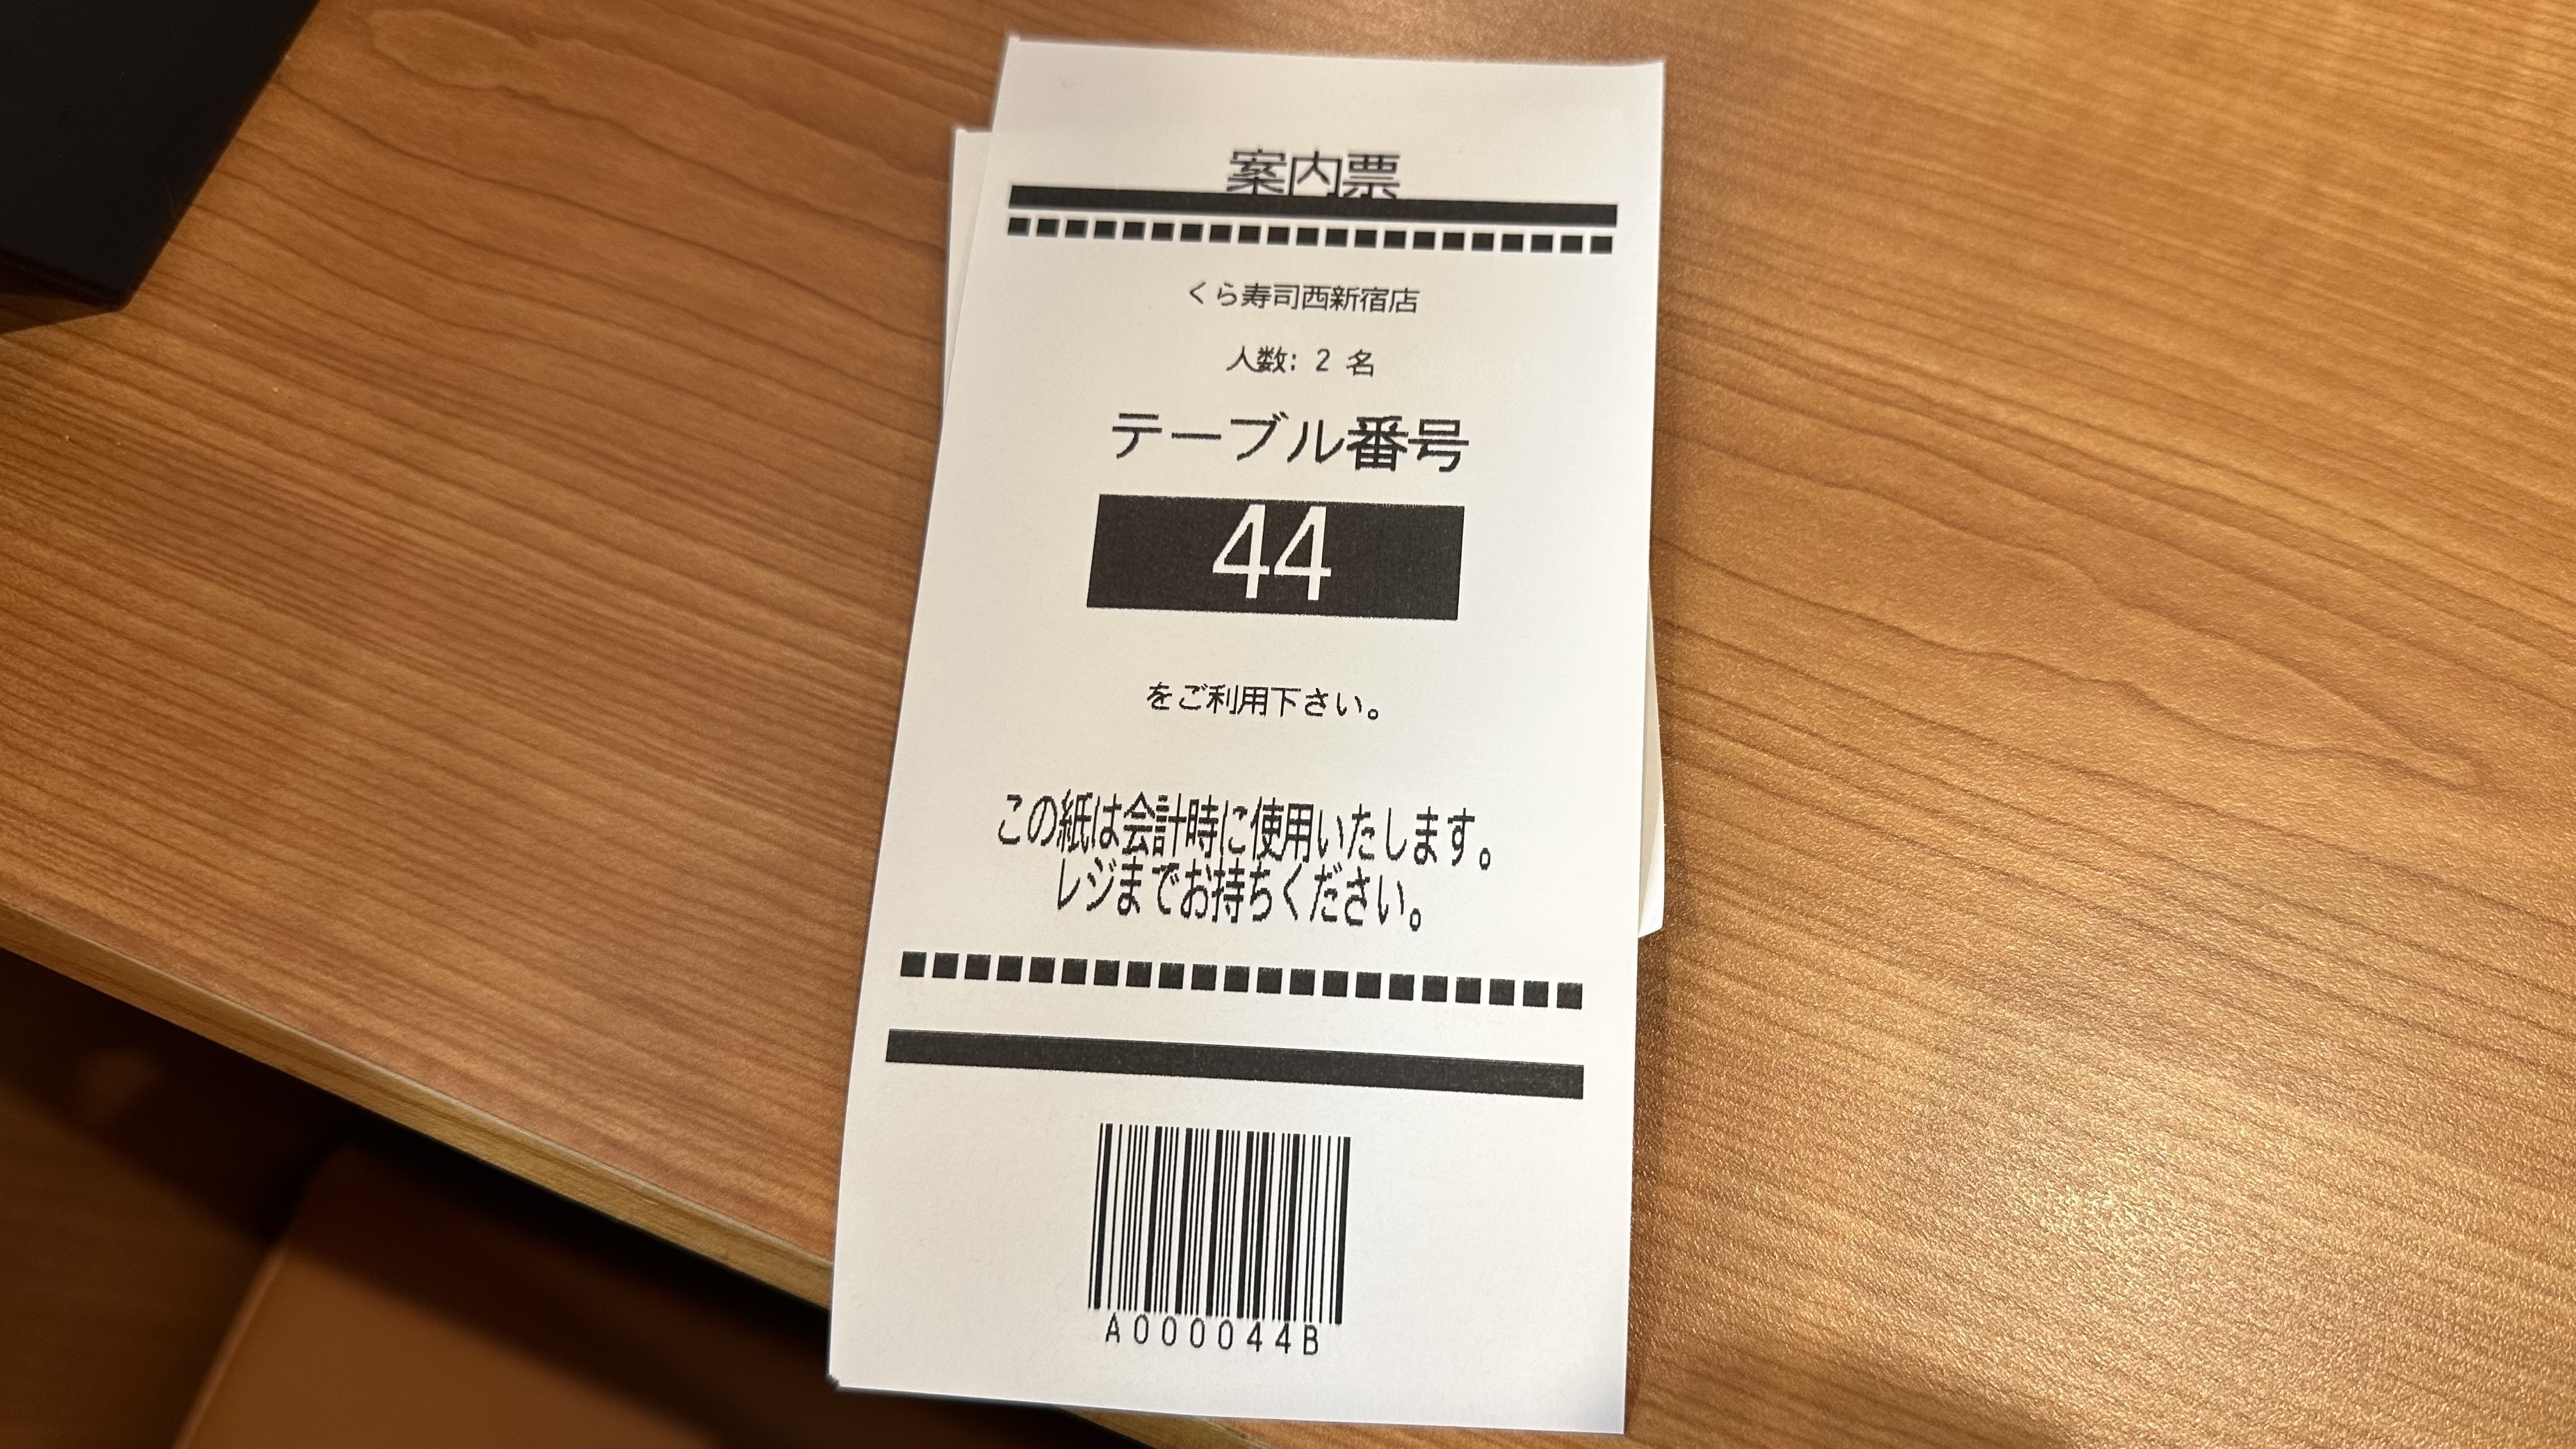 案内票
くら寿司西新宿店
人数: 2 名
テーブル番号
44
をご利用下さい。
この紙は会計時に使用いたします。
レジまでお持ちください。
A000044B